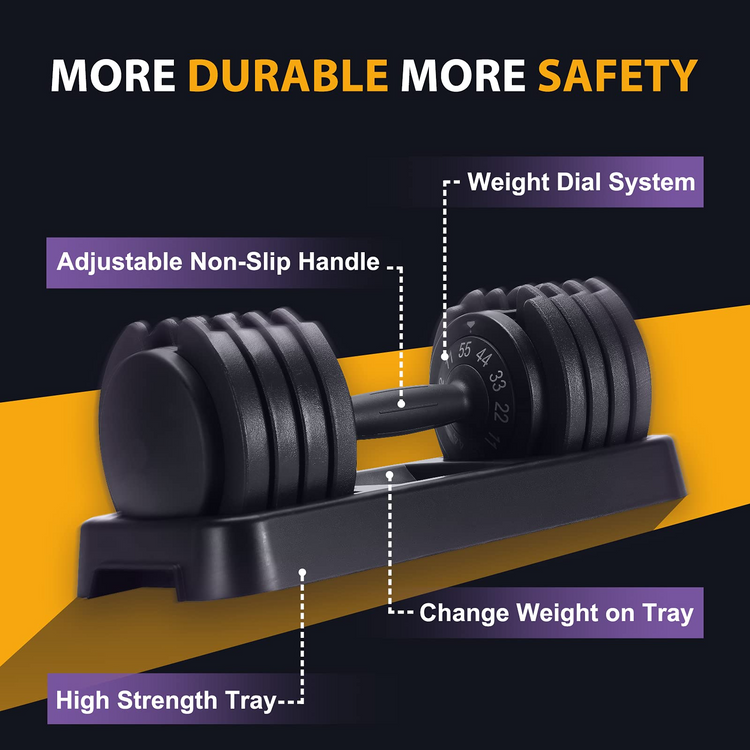 MORE DURABLE MORE SAFETY
Weight Dial System
Adjustable Non-Slip Handle
55 44 33 22 11
Change Weight on Tray
High Strength Tray